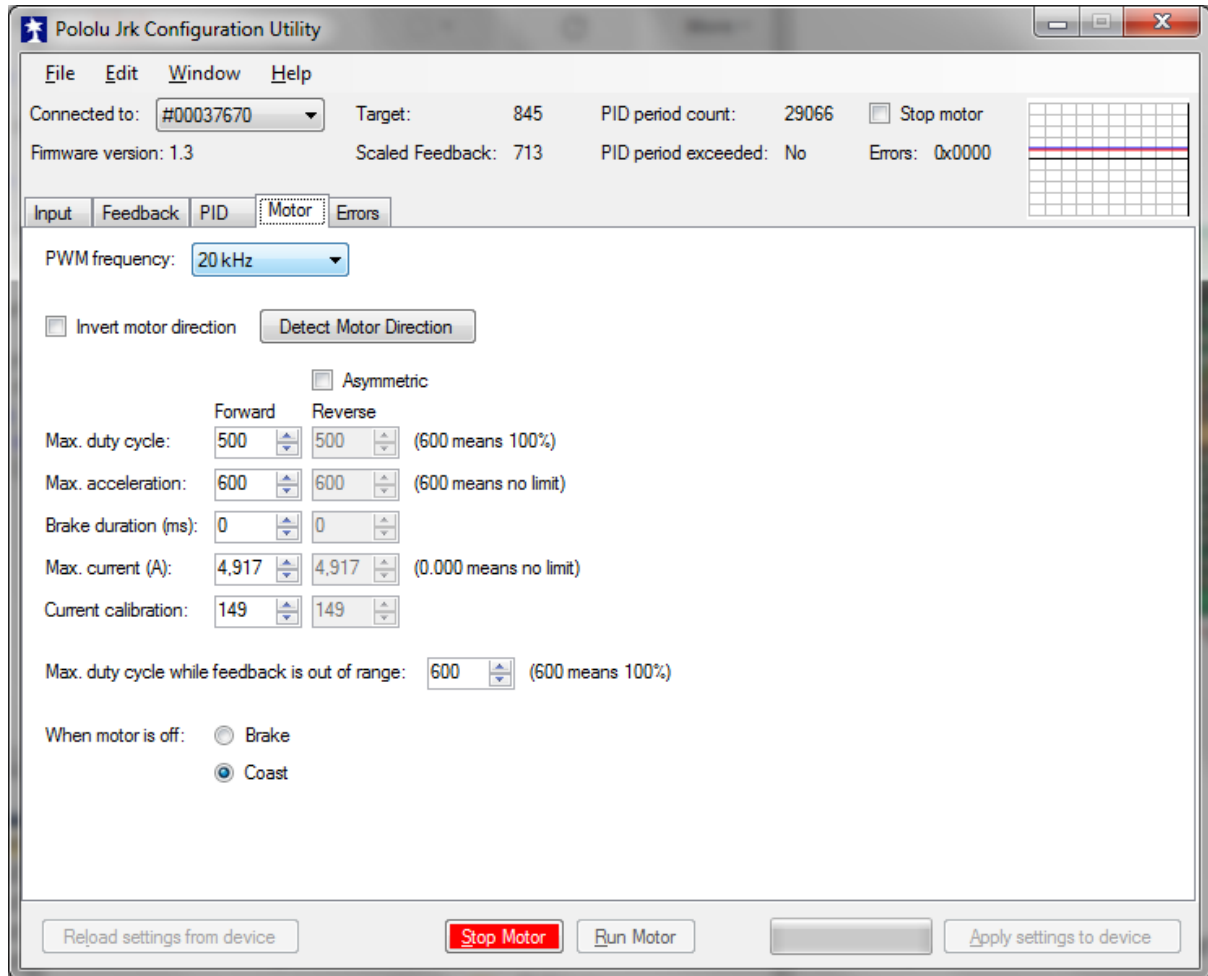 Pololu Jrk Configuration Utility
File Edit Window Help
Connected to: #00037670 Target: 845 PID period count: 29066 Stop motor
Firmware version: 1.3 Scaled Feedback: 713 PID period exceeded: No Errors: 0x0000
Input Feedback PID Motor Errors
PWM frequency: 20 kHz
Invert motor direction Detect Motor Direction
Asymmetric
Forward Reverse
Max. duty cycle: 500 500 (600 means 100%)
Max. acceleration: 600 600 (600 means no limit)
Brake duration (ms): 0 0
Max. current (A): 4,917 4,917 (0.000 means no limit)
Current calibration: 149 149
Max. duty cycle while feedback is out of range: 600 (600 means 100%)
When motor is off: Brake
Coast
Reload settings from device Stop Motor Run Motor Apply settings to device